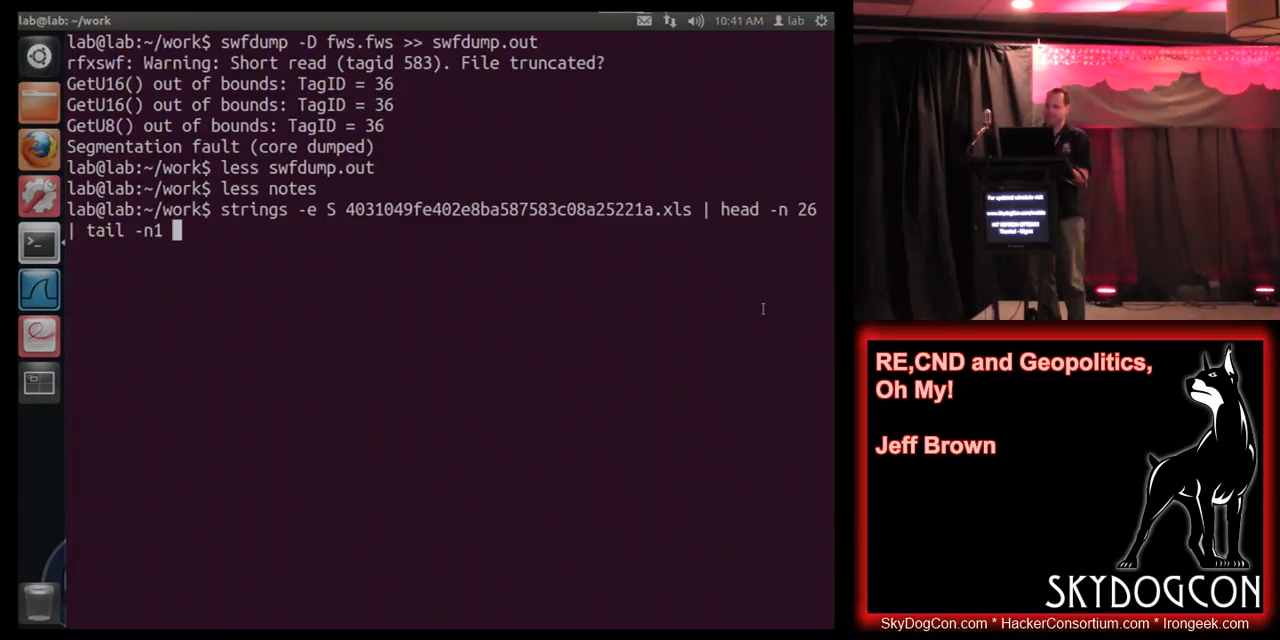 lab@lab: ~/work
10:41 AM
lab
lab@lab:~/work$ swfdump -D fws.fws >> swfdump.out
rfxswf: Warning: Short read (tagid 583). File truncated?
GetU16() out of bounds: TagID = 36
GetU16() out of bounds: TagID = 36
GetU8() out of bounds: TagID = 36
Segmentation fault (core dumped)
lab@lab:~/work$ less swfdump.out
lab@lab:~/work$ less notes
lab@lab:~/work$ strings -e S 4031049fe402e8ba587583c08a25221a.xls | head -n 26
| tail -n1
For updated schedule visit
RE,CND and Geopolitics,
Oh My!
Jeff Brown
SKYDOGCON
SkyDogCon.com * HackerConsortium.com * Irongeek.com